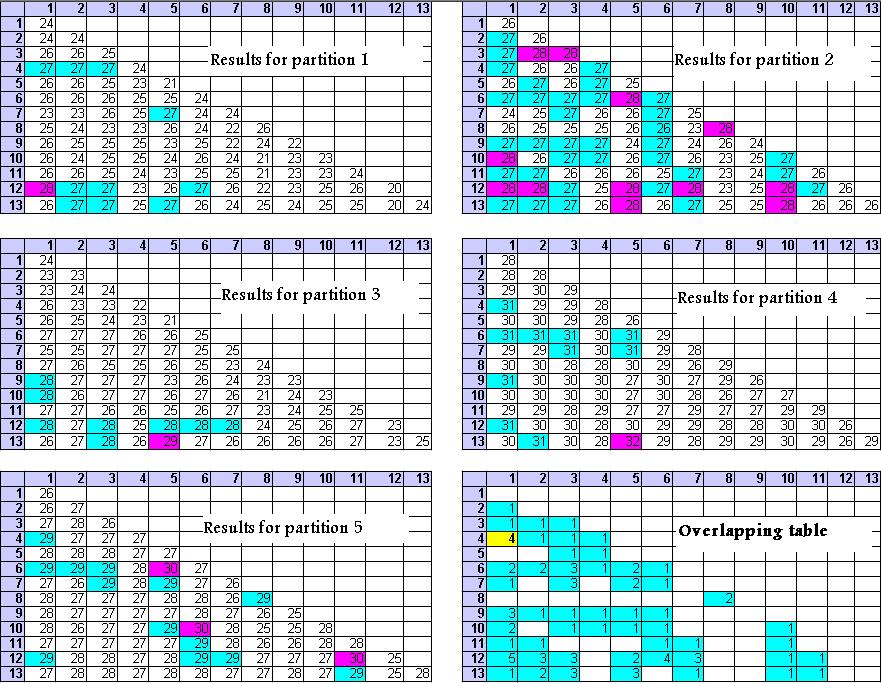 1 2 3 4 5 6 7 8 9 10 11 12 13
1 24
2 24 24
3 26 26 25
4 27 27 27 24
5 26 26 25 23 21
6 26 26 26 25 25 24
7 23 23 26 25 27 24 24
8 25 24 23 23 26 24 22 26
9 26 25 25 24 26 25 22 24 22
10 26 25 24 25 24 26 21 24 23 23
11 26 26 25 24 23 25 24 23 25 25 24
12 28 27 27 23 26 27 26 22 23 25 26 20
13 26 27 27 25 27 26 24 25 24 25 25 20 24
Results for partition 1
1 2 3 4 5 6 7 8 9 10 11 12 13
1 26
2 27 26
3 27 28 28
4 27 26 26 27
5 26 27 26 27 25
6 27 27 27 27 28 27
7 24 25 27 26 26 27 25
8 26 25 25 25 26 26 23 28
9 27 27 27 27 24 27 24 26 24
10 28 26 27 27 26 27 26 23 25 27
11 27 27 26 26 25 25 27 23 25 27 26
12 28 28 27 25 28 27 28 23 25 28 27 26
13 27 27 27 26 28 26 27 25 26 28 26 26 26
Results for partition 2
1 2 3 4 5 6 7 8 9 10 11 12 13
1 24
2 23 23
3 23 24 24
4 26 23 23 22
5 26 25 24 23 21
6 27 27 27 26 26 25
7 25 25 27 27 25 25 25
8 27 26 25 25 27 25 23 24
9 28 27 27 27 23 26 24 23 23
10 28 27 27 27 26 27 21 24 24 23
11 27 27 26 26 25 26 27 23 24 25 25
12 28 27 28 25 28 28 28 24 25 26 27 23
13 26 27 28 26 29 27 26 26 26 26 27 23 25
Results for partition 3
1 2 3 4 5 6 7 8 9 10 11 12 13
1 28
2 28 28
3 29 30 29
4 31 29 29 28
5 30 30 29 28 26
6 31 31 31 30 31 29
7 29 29 31 30 31 29 28
8 30 30 28 28 30 29 26 29
9 31 30 30 30 28 30 27 29 26
10 30 30 30 30 30 30 29 26 27 27
11 29 29 28 27 30 29 27 27 29 29
12 31 30 30 28 30 30 29 28 28 30 30 26
13 30 31 30 28 32 29 28 29 28 30 29 26 29
Results for partition 4
1 2 3 4 5 6 7 8 9 10 11 12 13
1 26
2 26 27
3 27 28 26
4 29 27 27 27
5 28 28 28 27 27
6 29 29 29 28 30 27
7 27 27 29 28 29 27 26
8 28 27 27 27 28 28 26 29
9 28 27 28 27 27 28 27 26 25
10 28 26 27 27 29 30 28 25 25 28
11 27 27 27 27 27 29 28 26 27 26 28
12 29 28 28 27 28 29 29 27 27 27 30 25
13 27 28 28 28 28 28 27 28 27 27 29 25 28
Results for partition 5
1 2 3 4 5 6 7 8 9 10 11 12 13
1
2 1
3 1 1 1
4 4 1 1 1
5 1 1
6 2 2 3 1 2 1
7 1 3 2 1
8 2
9 3 1 1 1 1 1
10 2 1 1 1 1 1
11 1 1 1 1 1
12 5 3 3 2 4 3 1 1
13 1 2 3 3 1 1 1
Overlapping table